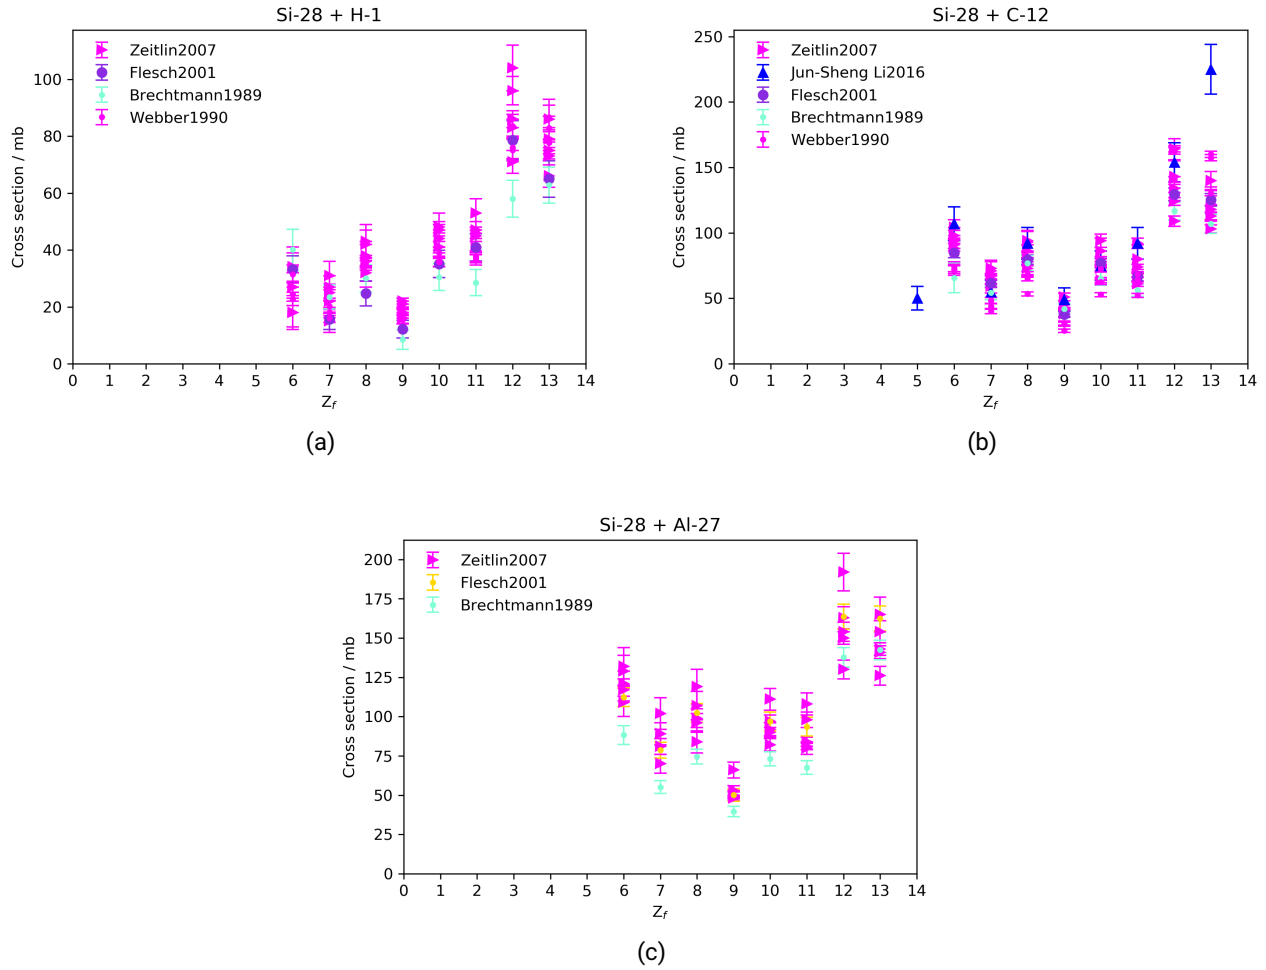 Si-28 + H-1
Zeitlin2007
Flesch2001
Brechtmann1989
Webber1990
Cross section / mb
100
80
60
40
20
0
0 1 2 3 4 5 6 7 8 9 10 11 12 13 14
Z_f
(a)
Si-28 + C-12
Zeitlin2007
Jun-Sheng Li2016
Flesch2001
Brechtmann1989
Webber1990
Cross section / mb
250
200
150
100
50
0
0 1 2 3 4 5 6 7 8 9 10 11 12 13 14
Z_f
(b)
Si-28 + Al-27
Zeitlin2007
Flesch2001
Brechtmann1989
Cross section / mb
200
175
150
125
100
75
50
25
0
0 1 2 3 4 5 6 7 8 9 10 11 12 13 14
Z_f
(c)